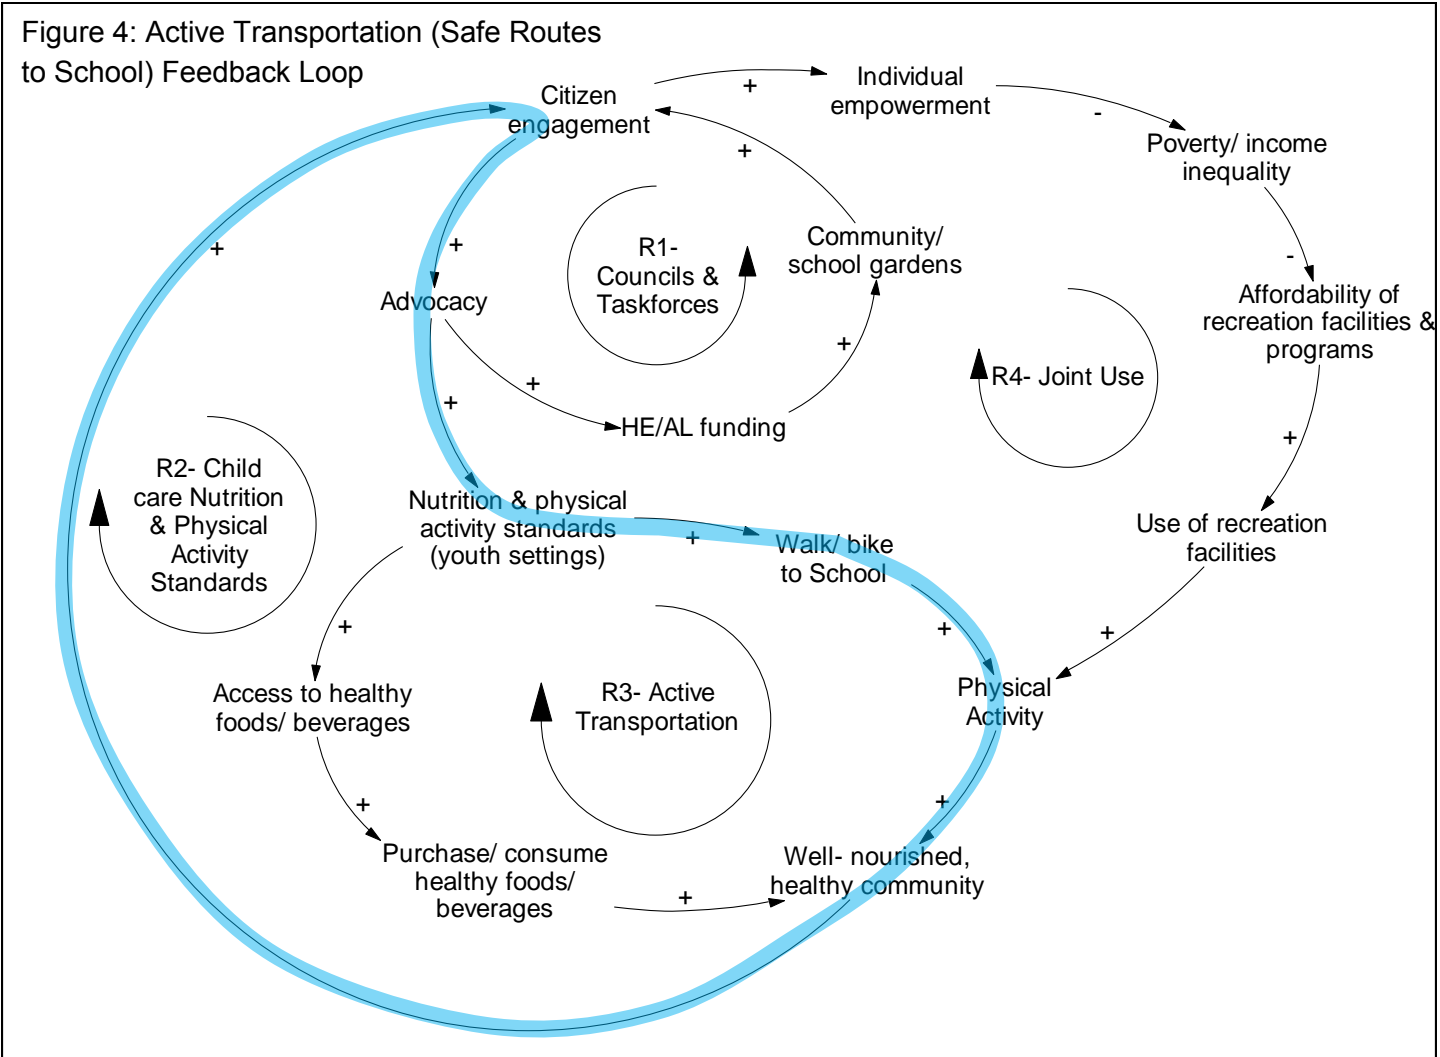 Figure 4: Active Transportation (Safe Routes
to School) Feedback Loop
Citizen
engagement
+
Individual
empowerment
-
Poverty/ income
inequality
+
+
+
R1-
Councils &
Taskforces
Community/
school gardens
-
Advocacy
Affordability of
recreation facilities &
programs
+
+
+
R4- Joint Use
HE/AL funding
+
R2- Child
care Nutrition
& Physical
Activity
Standards
Nutrition & physical
activity standards
(youth settings)
+
Walk/ bike
to School
Use of recreation
facilities
+
+
+
Access to healthy
foods/ beverages
R3- Active
Transportation
Physical
Activity
+
+
Purchase/ consume
healthy foods/
beverages
+
Well- nourished,
healthy community